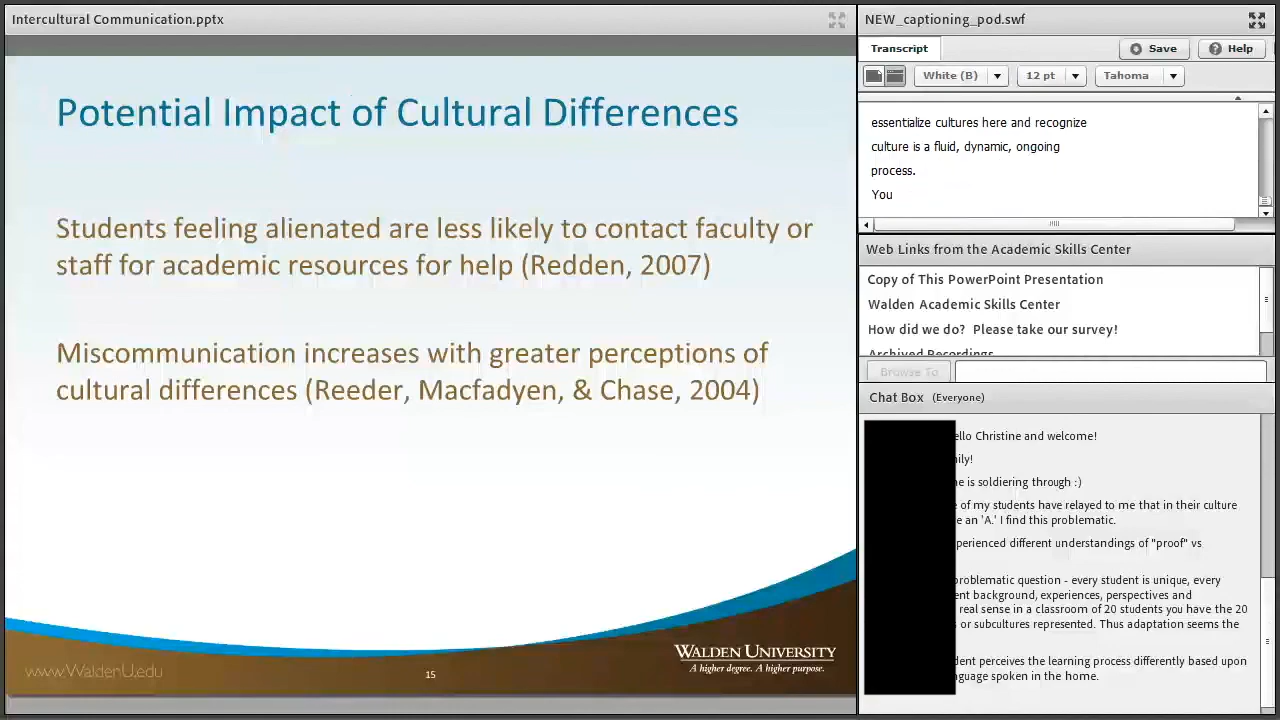 Intercultural Communication.pptx
Potential Impact of Cultural Differences
Students feeling alienated are less likely to contact faculty or
staff for academic resources for help (Redden, 2007)
Miscommunication increases with greater perceptions of
cultural differences (Reeder, Macfadyen, & Chase, 2004)
www.WaldenU.edu
15
WALDEN UNIVERSITY
A higher degree. A higher purpose.
NEW_captioning_pod.swf
Transcript
Save
Help
White (B)
12 pt
Tahoma
essentialize cultures here and recognize
culture is a fluid, dynamic, ongoing
process.
You
Web Links from the Academic Skills Center
Copy of This PowerPoint Presentation
Walden Academic Skills Center
How did we do? Please take our survey!
Archived Recordings
Browse To
Chat Box (Everyone)
Christine and welcome!
is soldiering through :)
of my students have relayed to me that in their culture
an 'A.' I find this problematic.
different understandings of "proof" vs
problematic question - every student is unique, every
background, experiences, perspectives and
real sense in a classroom of 20 students you have the 20
or subcultures represented. Thus adaptation seems the
perceives the learning process differently based upon
spoken in the home.